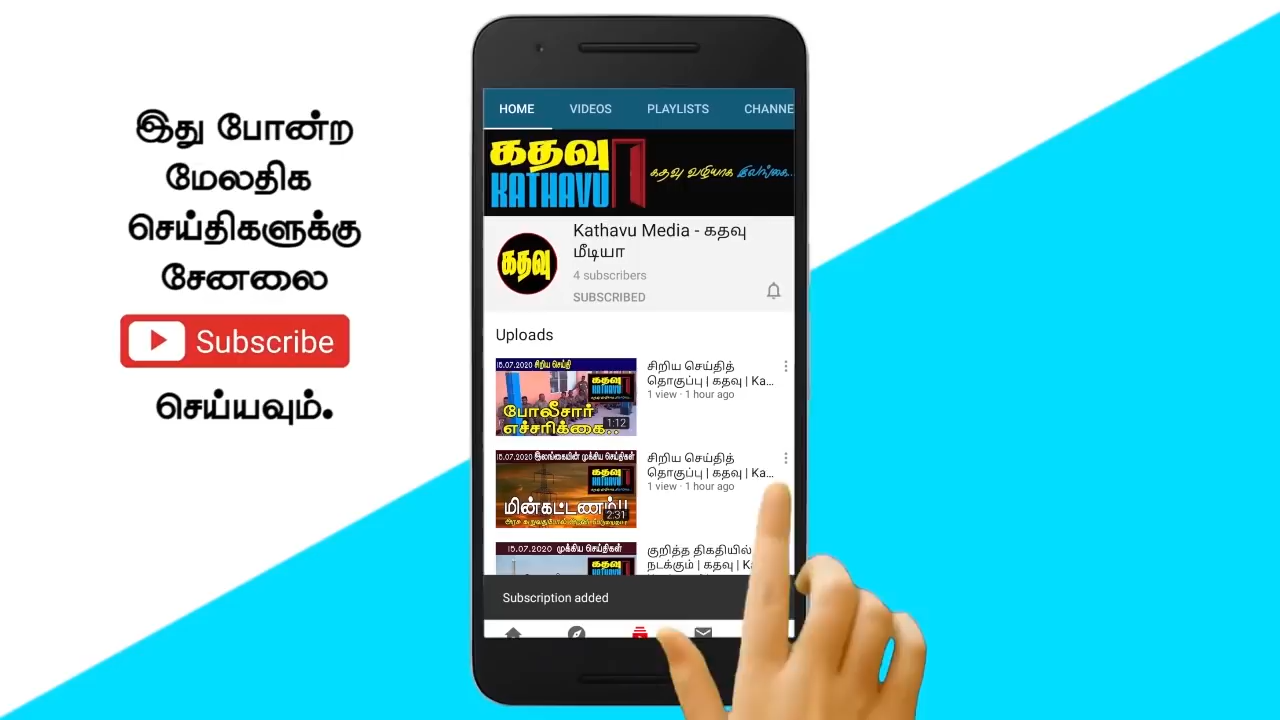 இது போன்ற
மேலதிக
செய்திகளுக்கு
சேனலை
Subscribe
செய்யவும்.
HOME VIDEOS PLAYLISTS CHANNE
கதவு
KATHAVU
கதவு வழியாக இலங்கை..
கதவு
Kathavu Media - கதவு
மீடியா
4 subscribers
SUBSCRIBED
Uploads
15.07.2020 சிறிய செய்தி
கதவு
KATHAVU
போலீசார்
எச்சரிக்கை..
1:12
சிறிய செய்தித்
தொகுப்பு | கதவு | Ka...
1 view · 1 hour ago
15.07.2020 இலங்கையின் முக்கிய செய்திகள்
கதவு
KATHAVU
மின்கட்டணம்!!
2:31
சிறிய செய்தித்
தொகுப்பு | கதவு | Ka...
1 view · 1 hour ago
15.07.2020 முக்கிய செய்திகள்
கதவு
குறித்த திகதியில்
நடக்கும் | கதவு | Ka
Subscription added